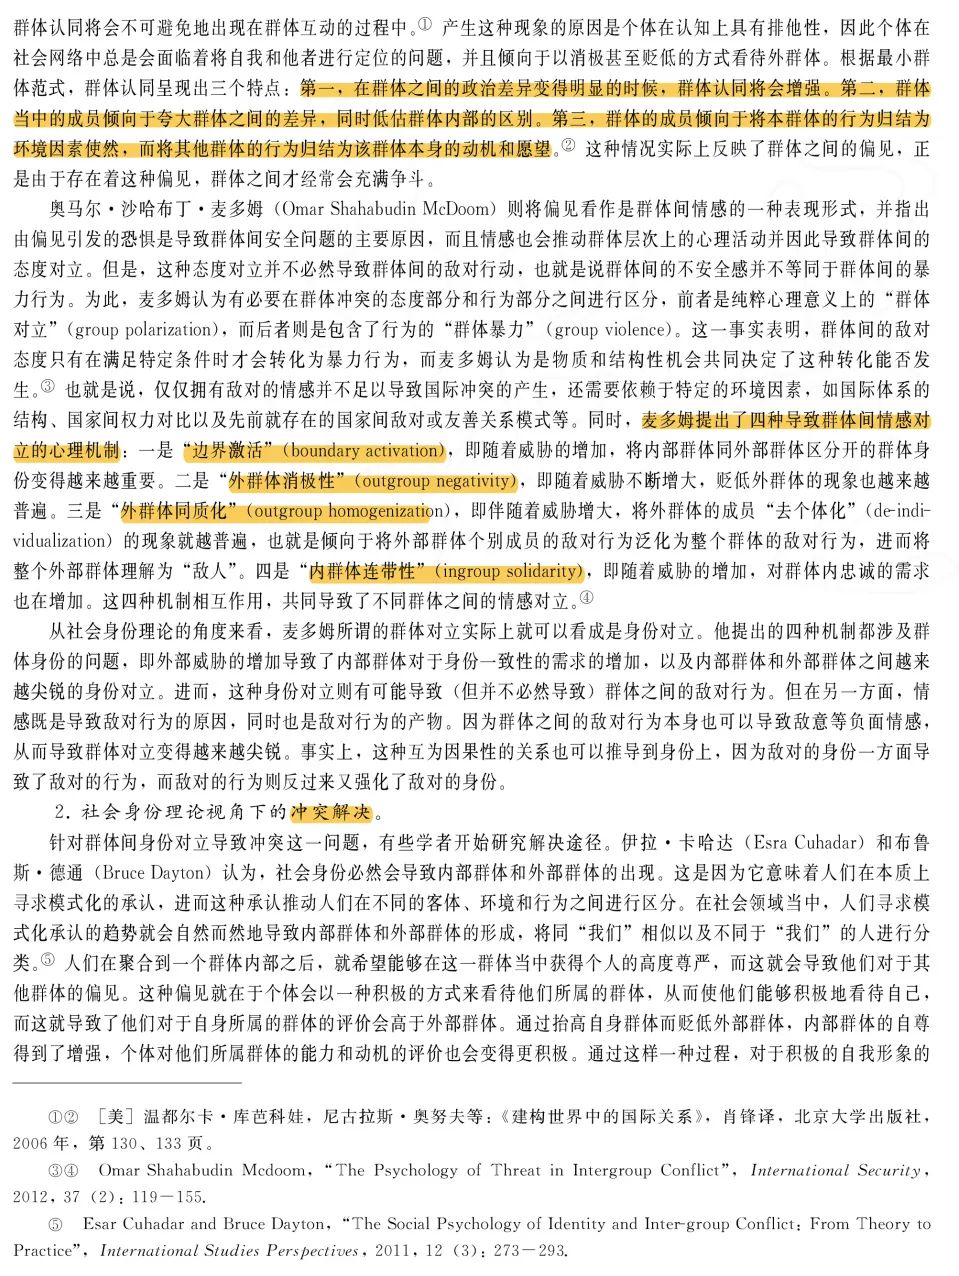 群体认同将会不可避免地出现在群体互动的过程中。① 产生这种现象的原因是个体在认知上具有排他性，因此个体在
社会网络中总是会面临着将自我和他者进行定位的问题，并且倾向于以消极甚至贬低的方式看待外群体。根据最小群
体范式，群体认同呈现出三个特点：第一，在群体之间的政治差异变得明显的时候，群体认同将会增强。第二，群体
当中的成员倾向于夸大群体之间的差异，同时低估群体内部的区别。第三，群体的成员倾向于将本群体的行为归结为
环境因素使然，而将其他群体的行为归结为该群体本身的动机和愿望。② 这种情况实际上反映了群体之间的偏见，正
是由于存在着这种偏见，群体之间才经常会充满争斗。
奥马尔·沙哈布丁·麦多姆（Omar Shahabudin McDoom）则将偏见看作是群体间情感的一种表现形式，并指出
由偏见引发的恐惧是导致群体间安全问题的主要原因，而且情感也会推动群体层次上的心理活动并因此导致群体间的
态度对立。但是，这种态度对立并不必然导致群体间的敌对行动，也就是说群体间的不安全感并不等同于群体间的暴
力行为。为此，麦多姆认为有必要在群体冲突的态度部分和行为部分之间进行区分，前者是纯粹心理意义上的“群体
对立”（group polarization），而后者则是包含了行为的“群体暴力”（group violence）。这一事实表明，群体间的敌对
态度只有在满足特定条件时才会转化为暴力行为，而麦多姆认为是物质和结构性机会共同决定了这种转化能否发
生。③ 也就是说，仅仅拥有敌对的情感并不足以导致国际冲突的产生，还需要依赖于特定的环境因素，如国际体系的
结构、国家间权力对比以及先前就存在的国家间敌对或友善关系模式等。同时，麦多姆提出了四种导致群体间情感对
立的心理机制：一是“边界激活”（boundary activation），即随着威胁的增加，将内部群体同外部群体区分开的群体身
份变得越来越重要。二是“外群体消极性”（outgroup negativity），即随着威胁不断增大，贬低外群体的现象也越来越
普遍。三是“外群体同质化”（outgroup homogenization），即伴随着威胁增大，将外群体的成员“去个体化”（de-indi-
vidualization）的现象就越普遍，也就是倾向于将外部群体个别成员的敌对行为泛化为整个群体的敌对行为，进而将
整个外部群体理解为“敌人”。四是“内群体连带性”（ingroup solidarity），即随着威胁的增加，对群体内忠诚的需求
也在增加。这四种机制相互作用，共同导致了不同群体之间的情感对立。④
从社会身份理论的角度来看，麦多姆所谓的群体对立实际上就可以看成是身份对立。他提出的四种机制都涉及群
体身份的问题，即外部威胁的增加导致了内部群体对于身份一致性的需求的增加，以及内部群体和外部群体之间越来
越尖锐的身份对立。进而，这种身份对立则有可能导致（但并不必然导致）群体之间的敌对行为。但在另一方面，情
感既是导致敌对行为的原因，同时也是敌对行为的产物。因为群体之间的敌对行为本身也可以导致敌意等负面情感，
从而导致群体对立变得越来越尖锐。事实上，这种互为因果性的关系也可以推导到身份上，因为敌对的身份一方面导
致了敌对的行为，而敌对的行为则反过来又强化了敌对的身份。
2. 社会身份理论视角下的冲突解决。
针对群体间身份对立导致冲突这一问题，有些学者开始研究解决途径。伊拉·卡哈达（Esra Cuhadar）和布鲁
斯·德通（Bruce Dayton）认为，社会身份必然会导致内部群体和外部群体的出现。这是因为它意味着人们在本质上
寻求模式化的承认，进而这种承认推动人们在不同的客体、环境和行为之间进行区分。在社会领域当中，人们寻求模
式化承认的趋势就会自然而然地导致内部群体和外部群体的形成，将同“我们”相似以及不同于“我们”的人进行分
类。⑤ 人们在聚合到一个群体内部之后，就希望能够在这一群体当中获得个人的高度尊严，而这就会导致他们对于其
他群体的偏见。这种偏见就在于个体会以一种积极的方式来看待他们所属的群体，从而使他们能够积极地看待自己，
而这就导致了他们对于自身所属的群体的评价会高于外部群体。通过抬高自身群体而贬低外部群体，内部群体的自尊
得到了增强，个体对他们所属群体的能力和动机的评价也会变得更积极。通过这样一种过程，对于积极的自我形象的
①② ［美］温都尔卡·库芭科娃，尼古拉斯·奥努夫等：《建构世界中的国际关系》，肖锋译，北京大学出版社，
2006 年，第 130、133 页。
③④ Omar Shahabudin Mcdoom，“The Psychology of Threat in Intergroup Conflict”，International Security，
2012，37（2）：119－155.
⑤ Esar Cuhadar and Bruce Dayton，“The Social Psychology of Identity and Inter-group Conflict：From Theory to
Practice”，International Studies Perspectives，2011，12（3）：273－293.